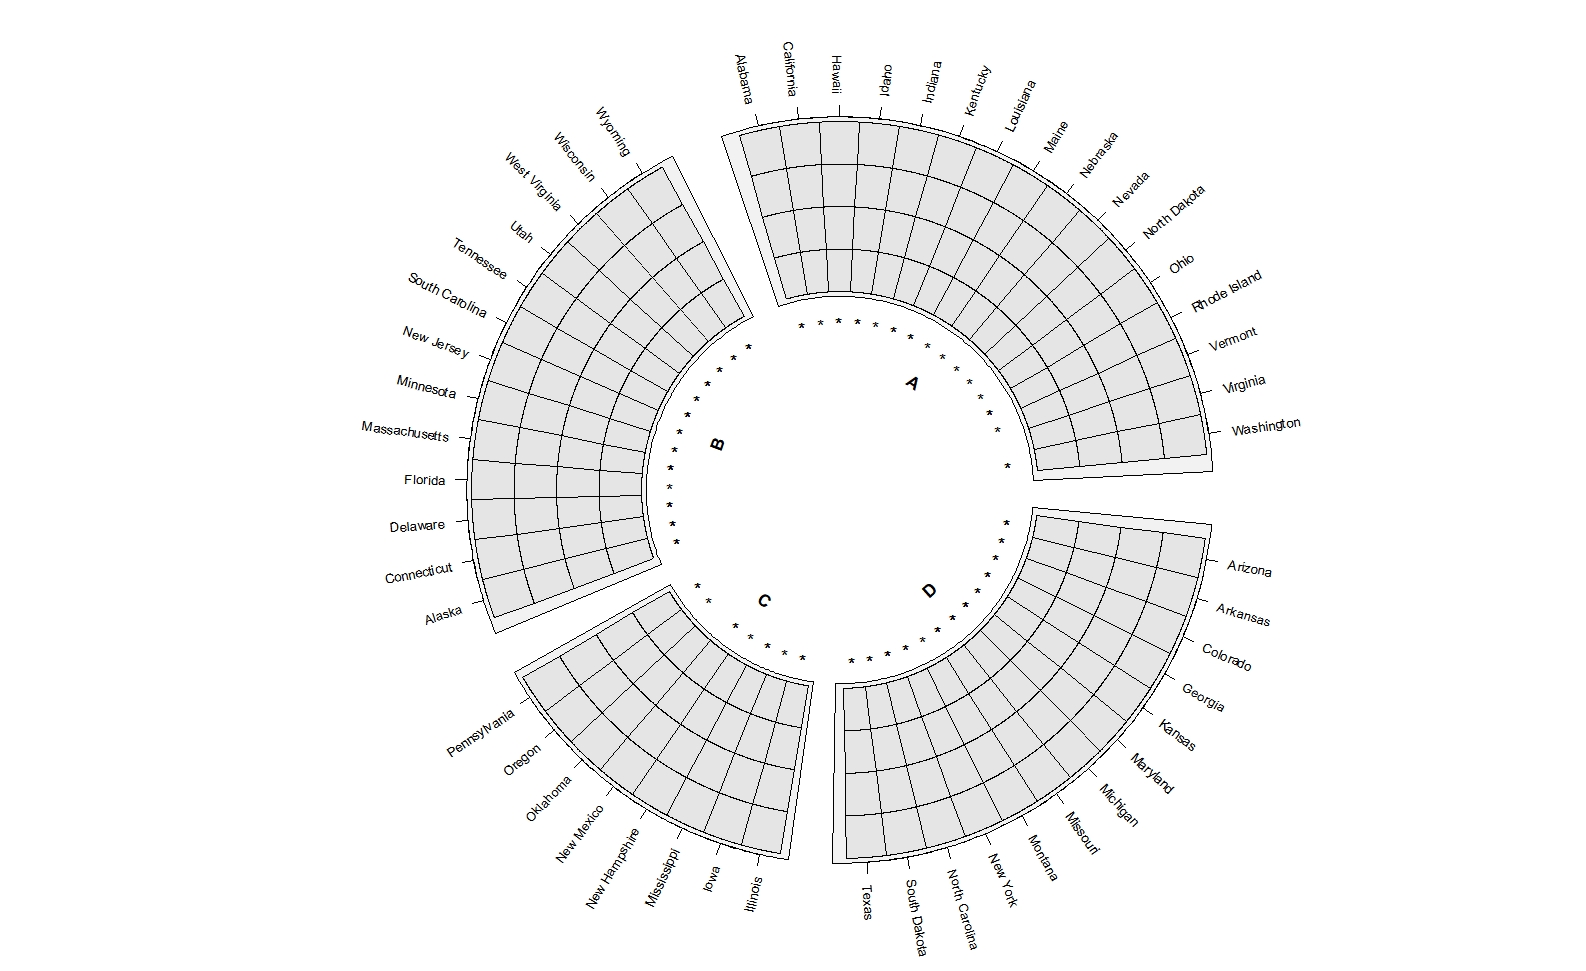 Alabama
California
Hawaii
Idaho
Indiana
Kentucky
Louisiana
Maine
Nebraska
Nevada
North Dakota
Ohio
Rhode Island
Vermont
Virginia
Washington
Arizona
Arkansas
Colorado
Georgia
Kansas
Maryland
Michigan
Missouri
Montana
New York
North Carolina
South Dakota
Texas
Illinois
Iowa
Mississippi
New Hampshire
New Mexico
Oklahoma
Oregon
Pennsylvania
Alaska
Connecticut
Delaware
Florida
Massachusetts
Minnesota
New Jersey
South Carolina
Tennessee
Utah
West Virginia
Wisconsin
Wyoming
* * * * * * * * * * * * * * *
A
* * * * * * * * * * * * *
D
* * * * * * *
C
* * * * * * * * * * * * *
B